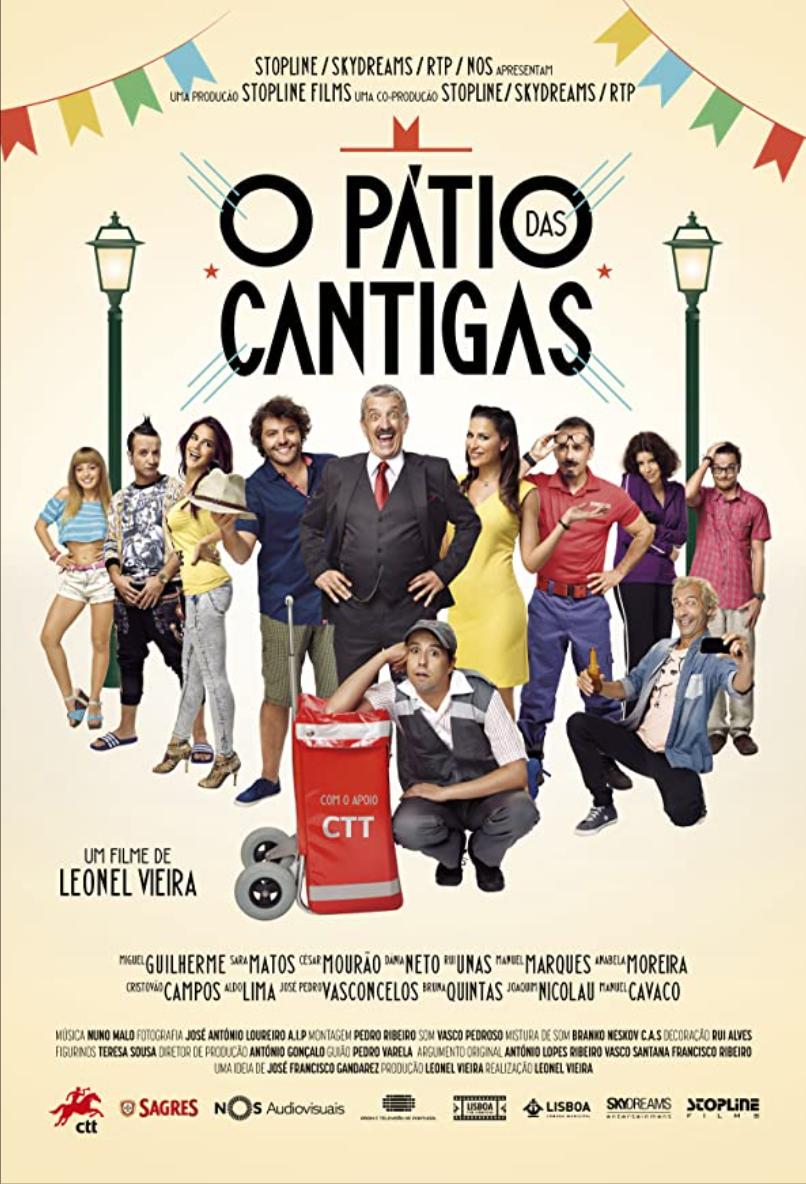 STOPLINE / SKYDREAMS / RTP / NOS APRESENTAM
UMA PRODUCÃO STOPLINE FILMS UMA CO-PRODUCÃO STOPLINE / SKYDREAMS / RTP
O PÁTIO DAS
CANTIGAS
COM O APOIO
CTT
UM FILME DE
LEONEL VIEIRA
MIGUEL GUILHERME SARA MATOS CÉSAR MOURÃO DANIA NETO RUI UNAS MANUEL MARQUES ANABELA MOREIRA
CRISTOVÃO CAMPOS ALDO LIMA JOSÉ PEDRO VASCONCELOS BRUNA QUINTAS JOAQUIM NICOLAU MANUEL CAVACO
MÚSICA NUNO MALO FOTOGRAFIA JOSÉ ANTÓNIO LOUREIRO A.I.P MONTAGEM PEDRO RIBEIRO SOM VASCO PEDROSO MISTURA DE SOM BRANKO NESKOV C.A.S DECORAÇÃO RUI ALVES
FIGURINOS TERESA SOUSA DIRETOR DE PRODUÇÃO ANTÓNIO GONÇALO GUIÃO PEDRO VARELA ARGUMENTO ORIGINAL ANTÓNIO LOPES RIBEIRO VASCO SANTANA FRANCISCO RIBEIRO
UMA IDEIA DE JOSÉ FRANCISCO GANDAREZ PRODUÇÃO LEONEL VIEIRA REALIZAÇÃO LEONEL VIEIRA
ctt SAGRES NOS Audiovisuais LISBOA LISBOA SKYDREAMS entertainment STOPLINE FILMS